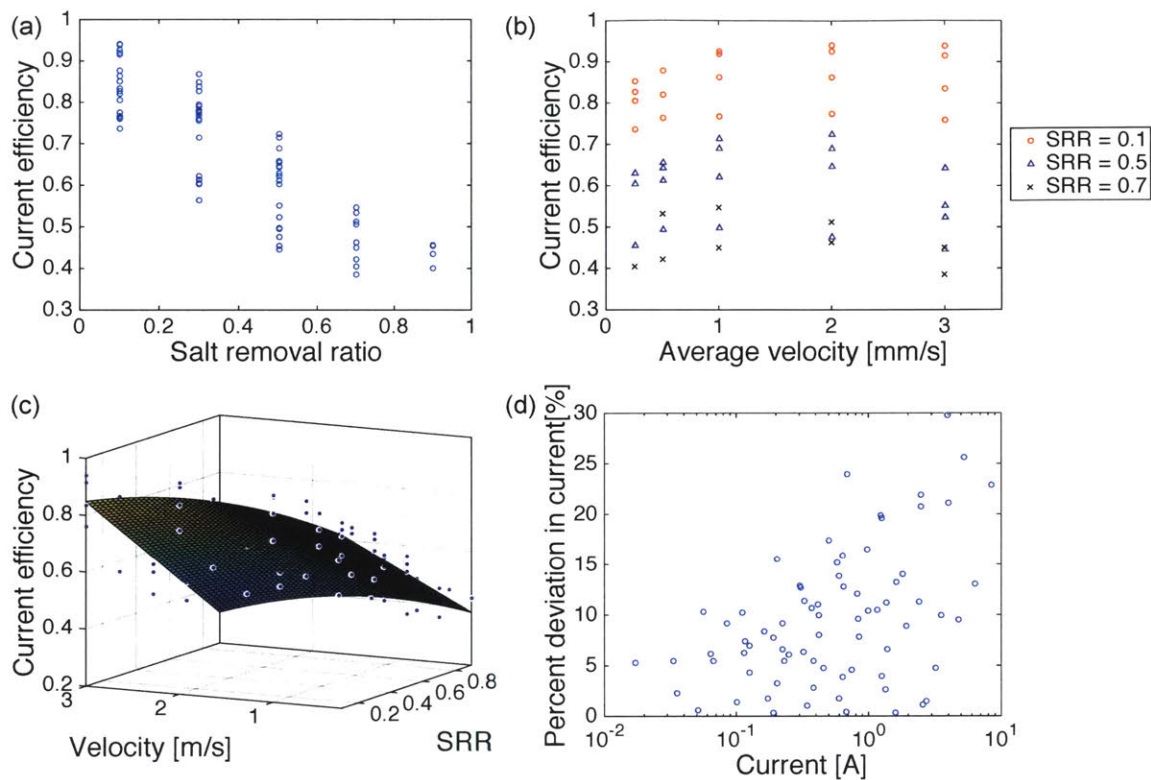 (a)
1
0.9
0.8
0.7
0.6
0.5
0.4
0.3
0 0.2 0.4 0.6 0.8 1
Salt removal ratio
Current efficiency
(b)
1
0.9
0.8
0.7
0.6
0.5
0.4
0.3
0 1 2 3
Average velocity [mm/s]
Current efficiency
SRR = 0.1
SRR = 0.5
SRR = 0.7
(c)
1
0.8
0.6
0.4
0.2
Current efficiency
3 2 1
Velocity [m/s]
0.2 0.4 0.6 0.8
SRR
(d)
30
25
20
15
10
5
0
Percent deviation in current[%]
10-2 10-1 100 101
Current [A]